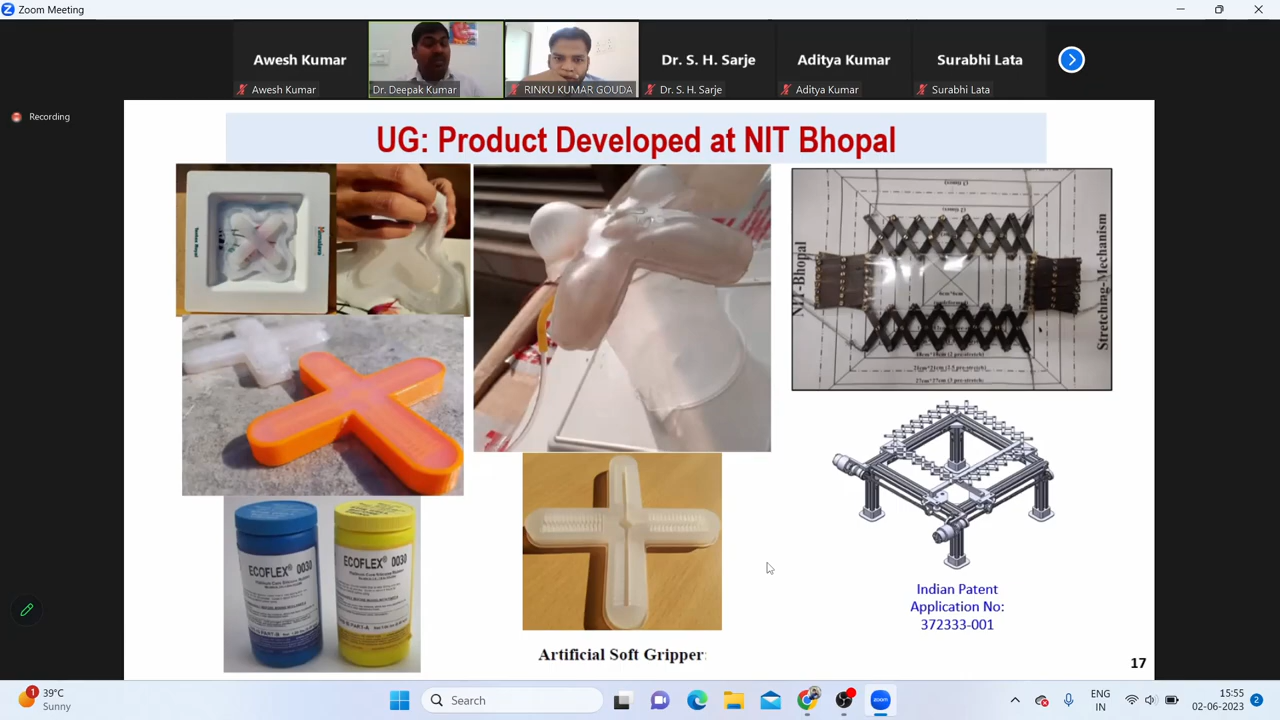 Zoom Meeting
Awesh Kumar
Dr. S. H. Sarje
Aditya Kumar
Surabhi Lata
Awesh Kumar
Dr. Deepak Kumar
RINKU KUMAR GOUDA
Dr. S. H. Sarje
Aditya Kumar
Surabhi Lata
Recording
UG: Product Developed at NIT Bhopal
NIT-Bhopal
Stretching-Mechanism
ECOFLEX® 0030
ECOFLEX® 0030
Indian Patent
Application No:
372333-001
Artificial Soft Gripper
17
1
39°C
Sunny
Search
zoom
ENG
IN
15:55
02-06-2023
2